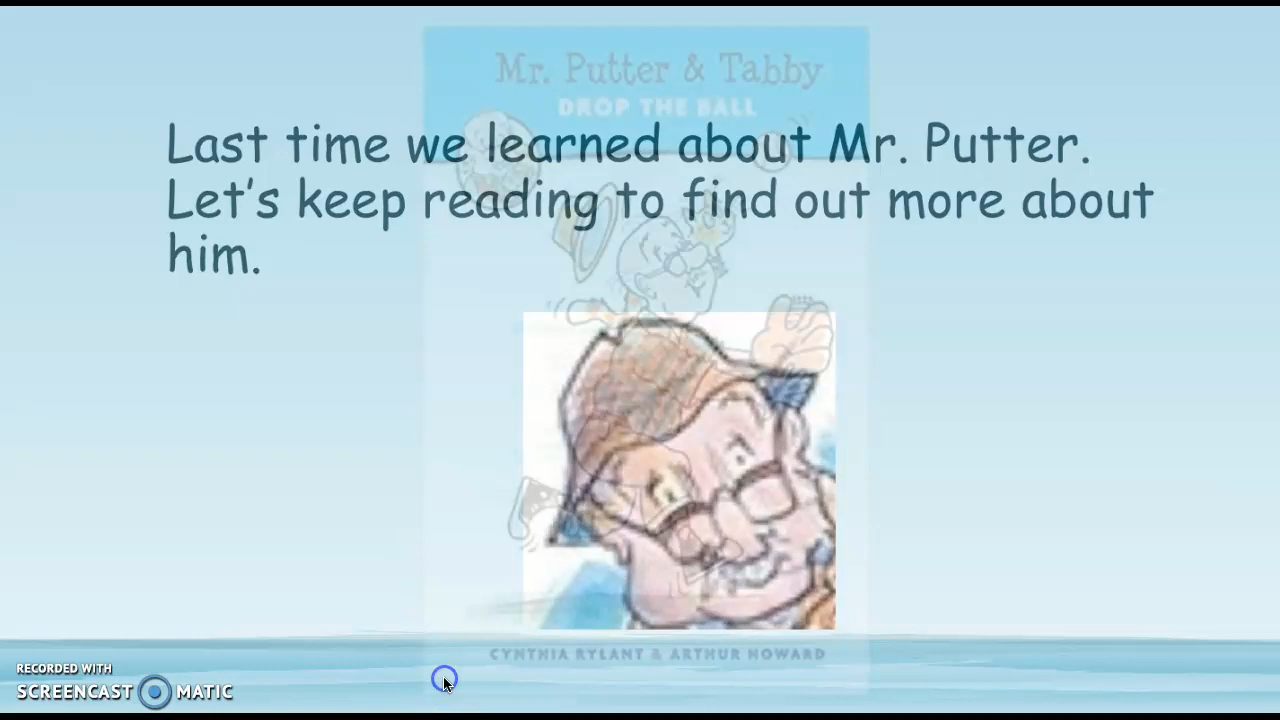 Mr. Putter & Tabby
DROP THE BALL
Last time we learned about Mr. Putter.
Let's keep reading to find out more about
him.
CYNTHIA RYLANT & ARTHUR HOWARD
RECORDED WITH
SCREENCAST MATIC